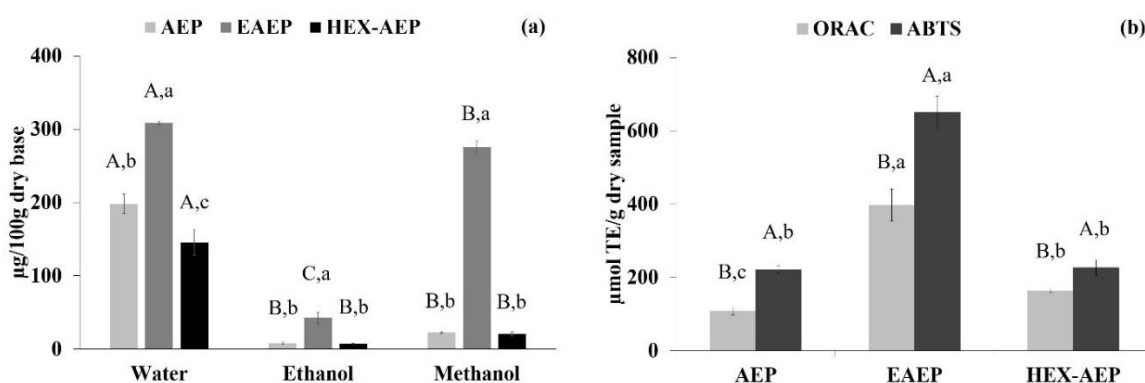 AEP EAEP HEX-AEP (a)
400
300
200
100
0
µg/100g dry base
A,b
A,a
A,c
B,b
C,a
B,b
B,b
B,a
B,b
Water Ethanol Methanol
ORAC ABTS (b)
800
600
400
200
0
µmol TE/g dry sample
B,c
A,b
B,a
A,a
B,b
A,b
AEP EAEP HEX-AEP